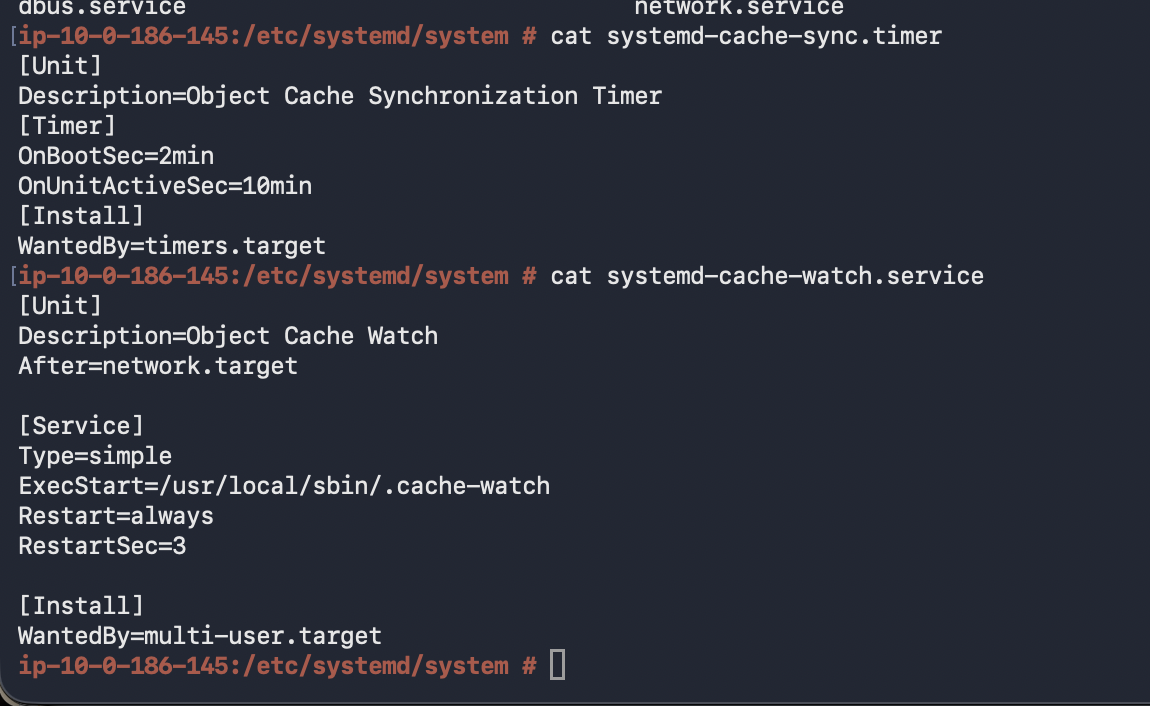 dbus.service network.service
[ip-10-0-186-145:/etc/systemd/system # cat systemd-cache-sync.timer
[Unit]
Description=Object Cache Synchronization Timer
[Timer]
OnBootSec=2min
OnUnitActiveSec=10min
[Install]
WantedBy=timers.target
[ip-10-0-186-145:/etc/systemd/system # cat systemd-cache-watch.service
[Unit]
Description=Object Cache Watch
After=network.target
[Service]
Type=simple
ExecStart=/usr/local/sbin/.cache-watch
Restart=always
RestartSec=3
[Install]
WantedBy=multi-user.target
ip-10-0-186-145:/etc/systemd/system #